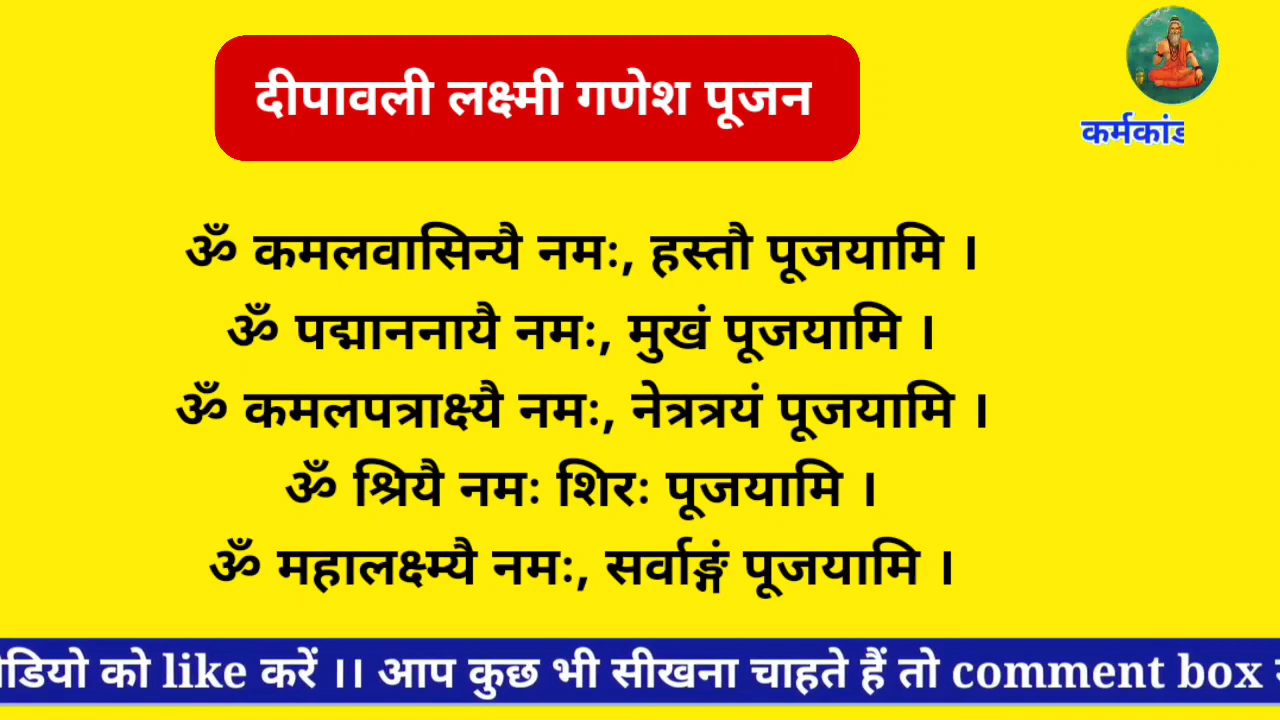 दीपावली लक्ष्मी गणेश पूजन
कर्मकांड
ॐ कमलवासिन्यै नमः, हस्तौ पूजयामि ।
ॐ पद्माननायै नमः, मुखं पूजयामि ।
ॐ कमलपत्राक्ष्यै नमः, नेत्रत्रयं पूजयामि ।
ॐ श्रियै नमः शिरः पूजयामि ।
ॐ महालक्ष्म्यै नमः, सर्वाङ्गं पूजयामि ।
को like करें ।। आप कुछ भी सीखना चाहते हैं तो comment box